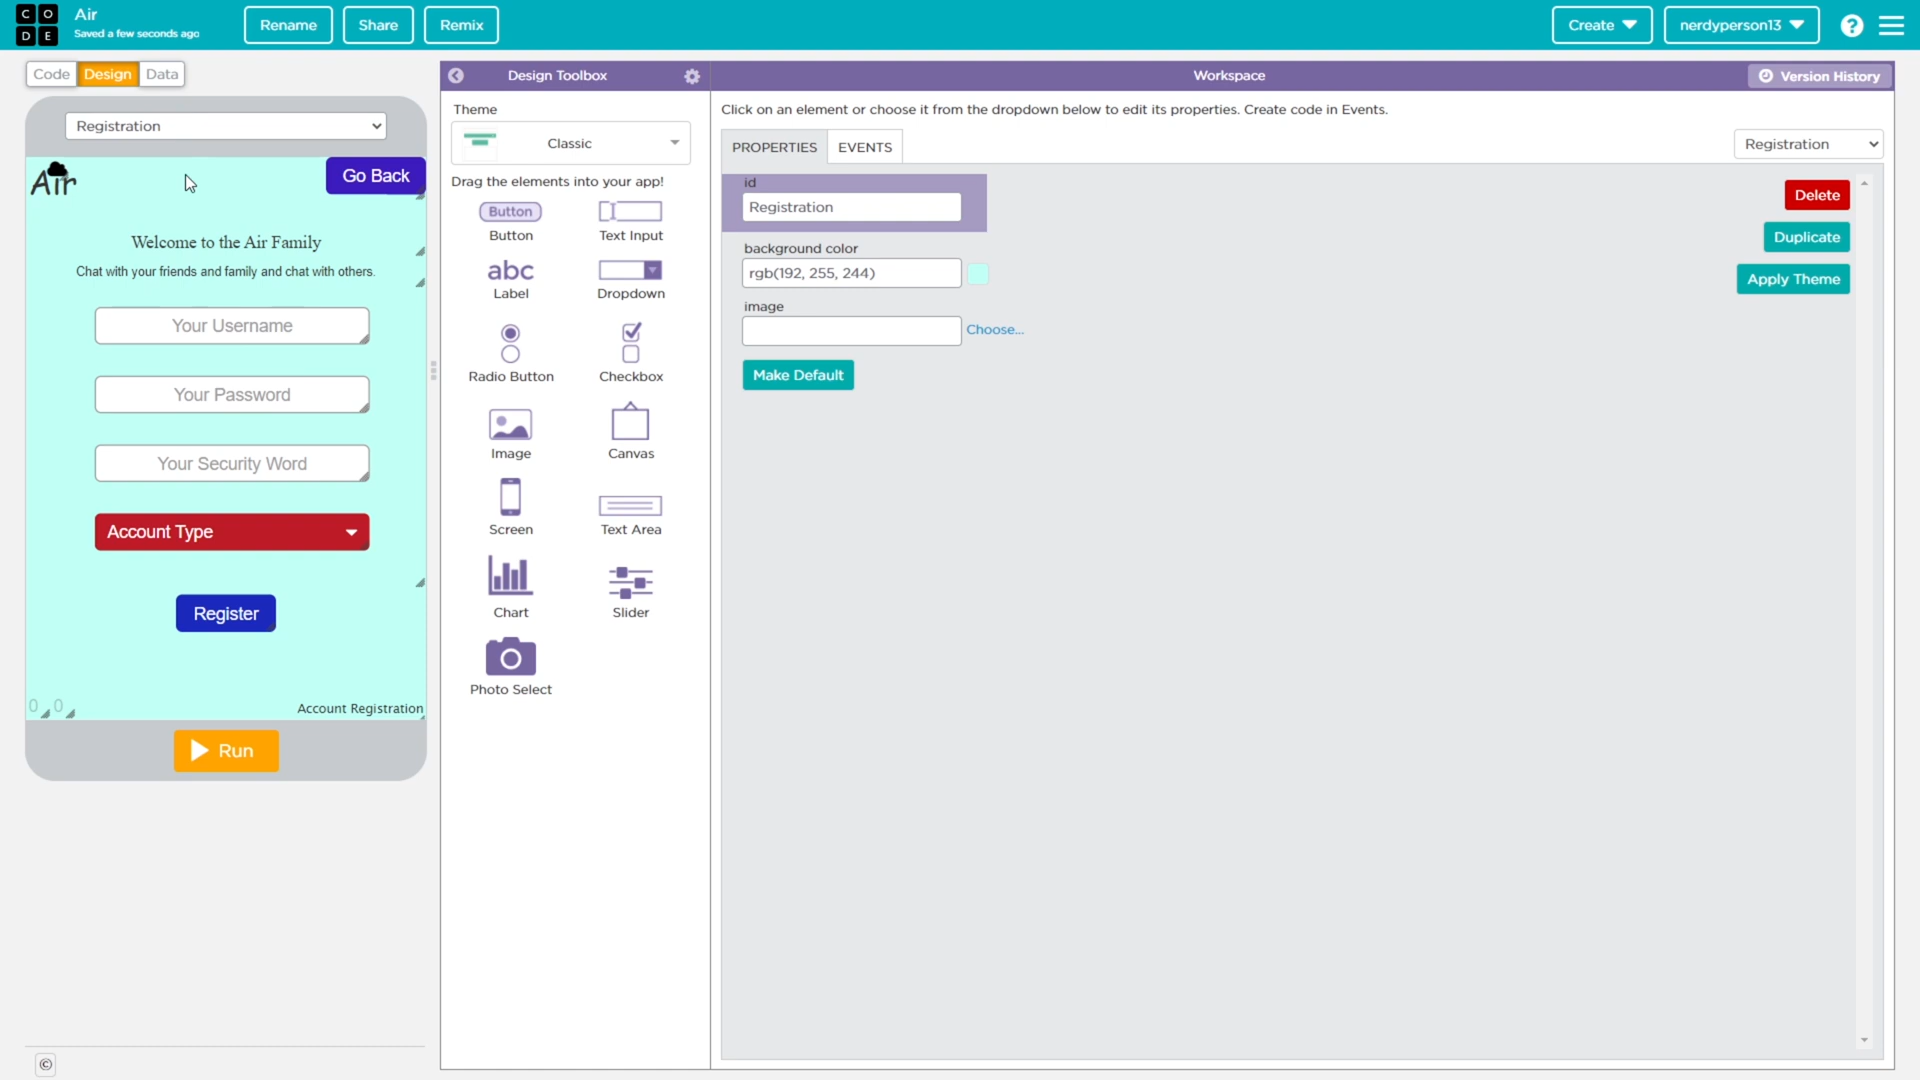 CODE
Air
Saved a few seconds ago
Rename
Share
Remix
Create
nerdyperson13
?
Code
Design
Data
Registration
Air
Go Back
Welcome to the Air Family
Chat with your friends and family and chat with others.
Your Username
Your Password
Your Security Word
Account Type
Register
0
0
Account Registration
Run
©
Design Toolbox
Theme
Classic
Drag the elements into your app!
Button
Button
Text Input
abc
Label
Dropdown
Radio Button
Checkbox
Image
Canvas
Screen
Text Area
Chart
Slider
Photo Select
Workspace
Version History
Click on an element or choose it from the dropdown below to edit its properties. Create code in Events.
PROPERTIES
EVENTS
Registration
id
Registration
background color
rgb(192, 255, 244)
image
Choose...
Make Default
Delete
Duplicate
Apply Theme